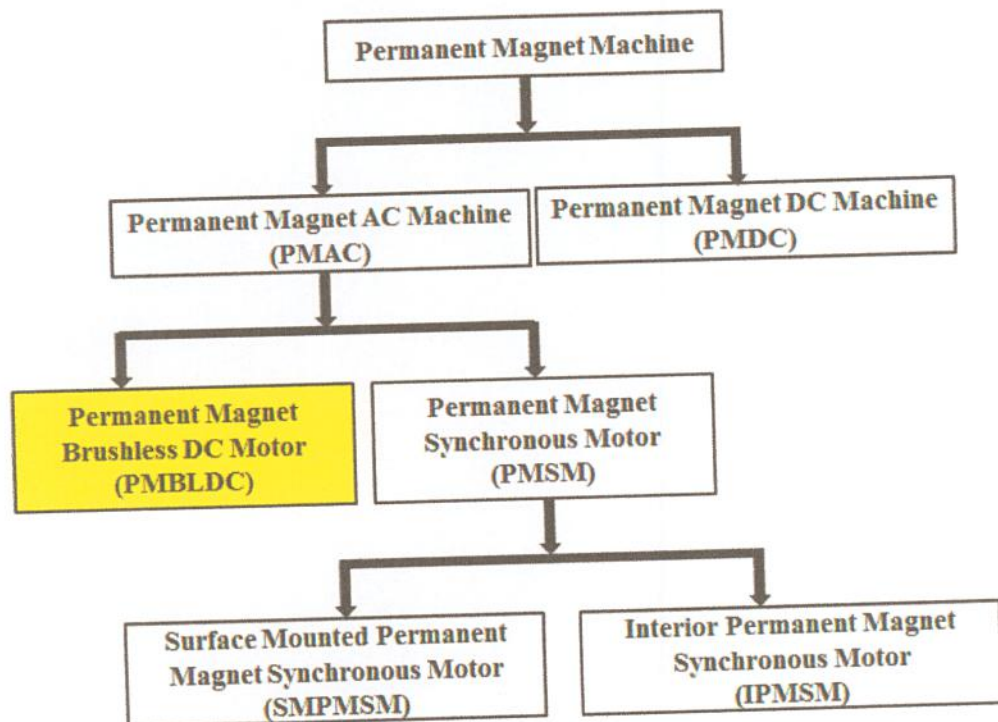 Permanent Magnet Machine
Permanent Magnet AC Machine
(PMAC)
Permanent Magnet DC Machine
(PMDC)
Permanent Magnet
Brushless DC Motor
(PMBLDC)
Permanent Magnet
Synchronous Motor
(PMSM)
Surface Mounted Permanent
Magnet Synchronous Motor
(SMPMSM)
Interior Permanent Magnet
Synchronous Motor
(IPMSM)